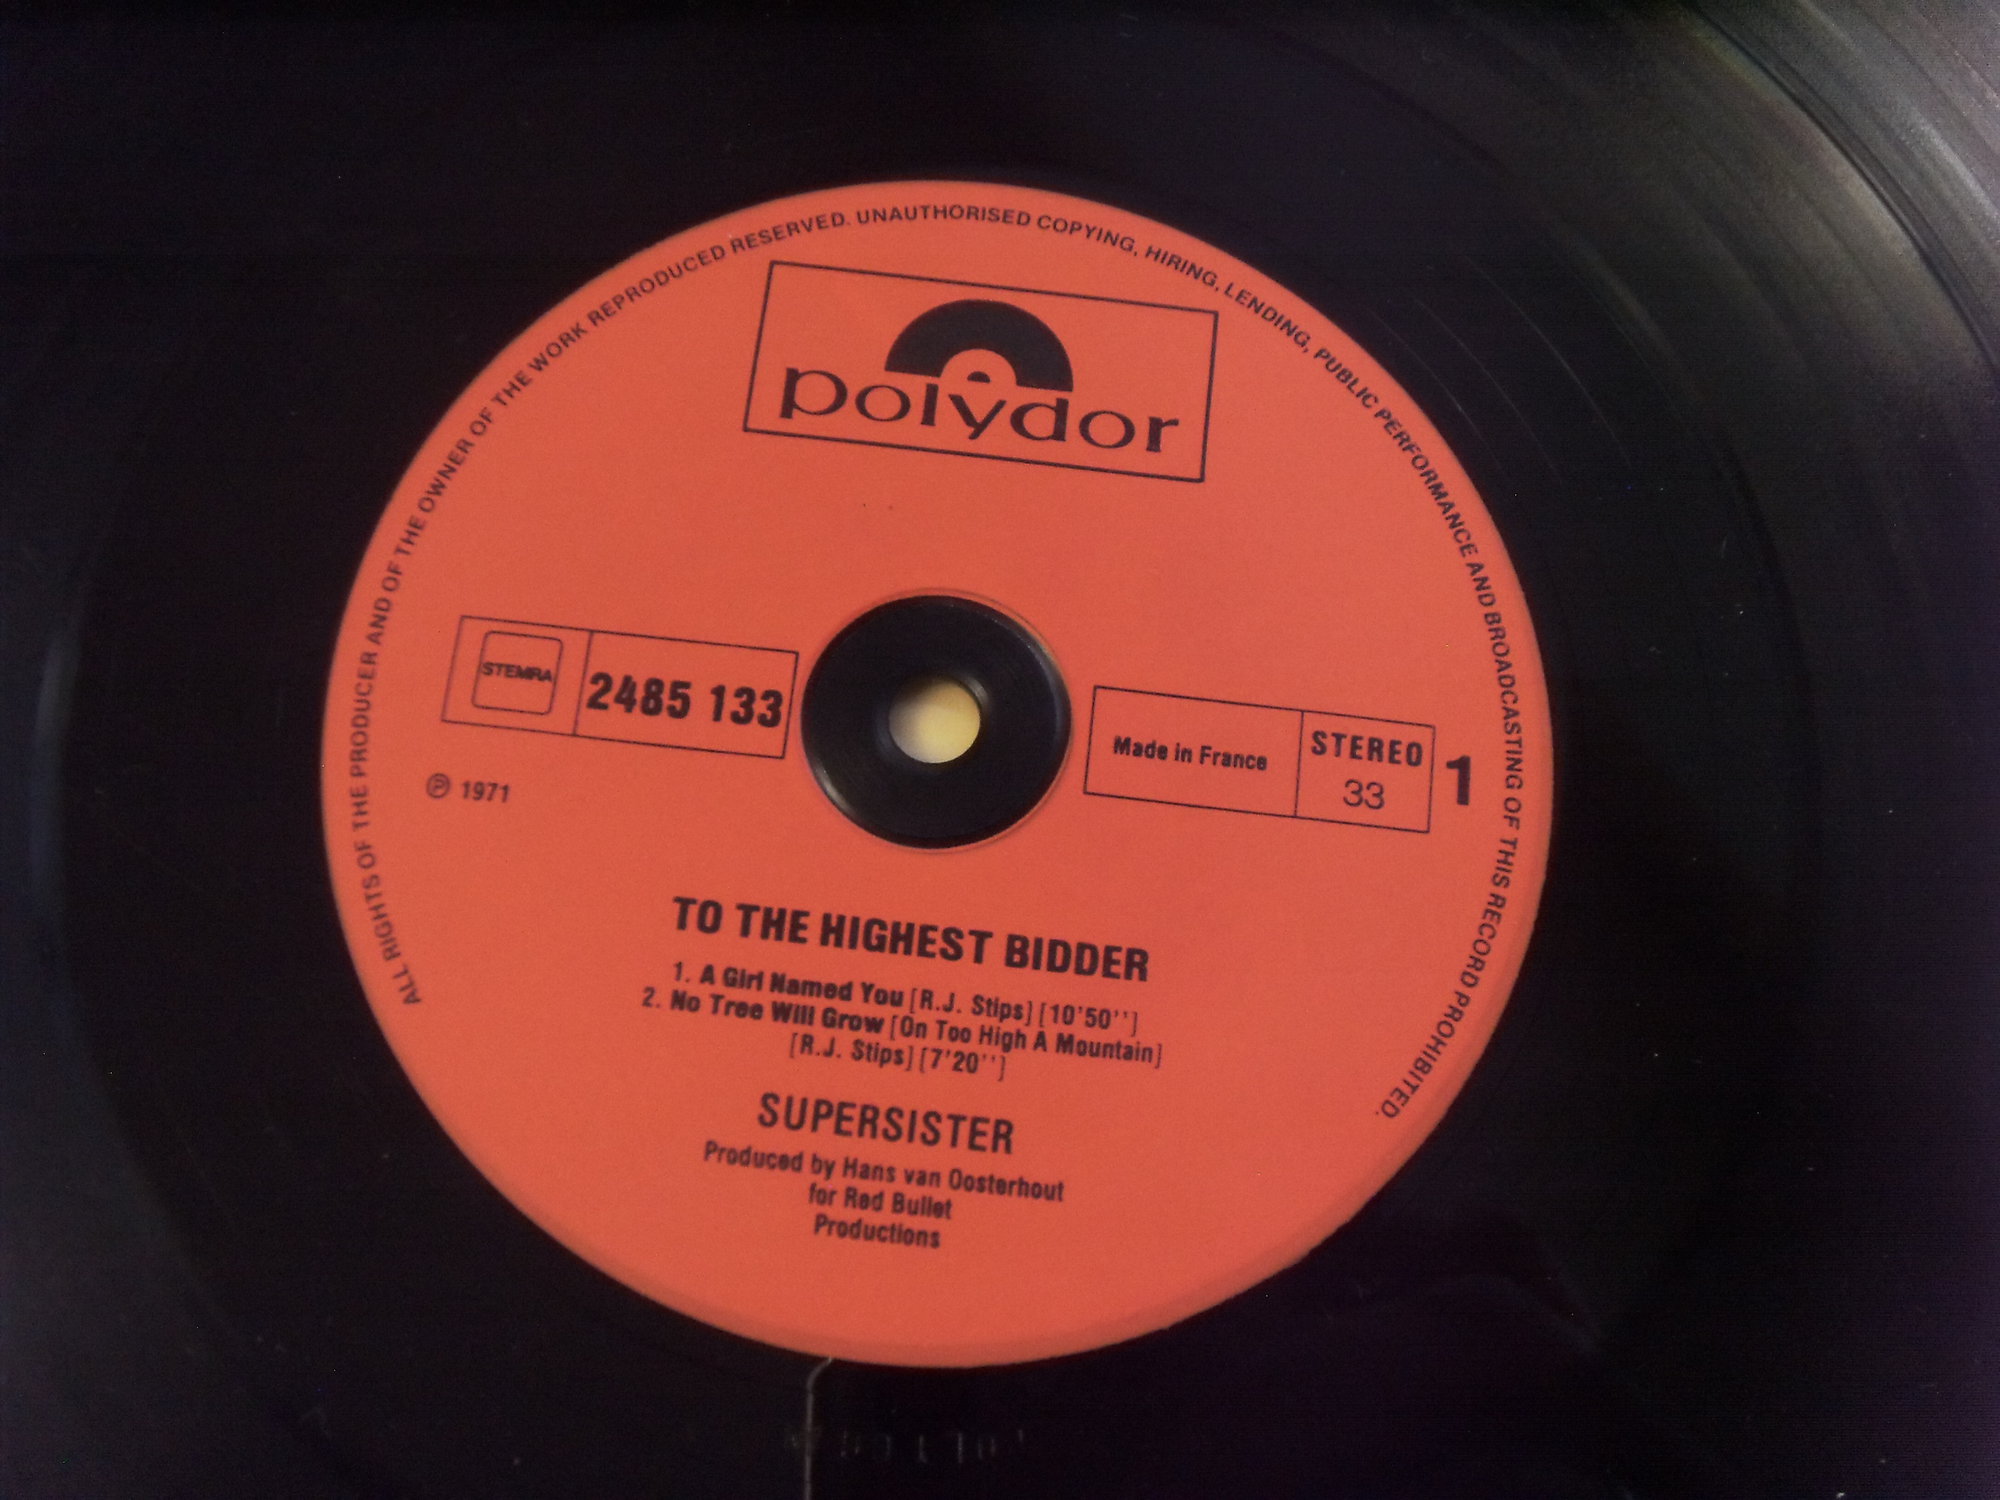 ALL RIGHTS OF THE PRODUCER AND OF THE OWNER OF THE WORK REPRODUCED RESERVED. UNAUTHORISED COPYING, HIRING, LENDING, PUBLIC PERFORMANCE AND BROADCASTING OF THIS RECORD PROHIBITED.
polydor
STEMRA
2485 133
Made in France
STEREO
33
1
℗ 1971
TO THE HIGHEST BIDDER
1. A Girl Named You [R.J. Stips] [10'50'']
2. No Tree Will Grow [On Too High A Mountain]
[R.J. Stips] [7'20'']
SUPERSISTER
Produced by Hans van Oosterhout
for Red Bullet
Productions